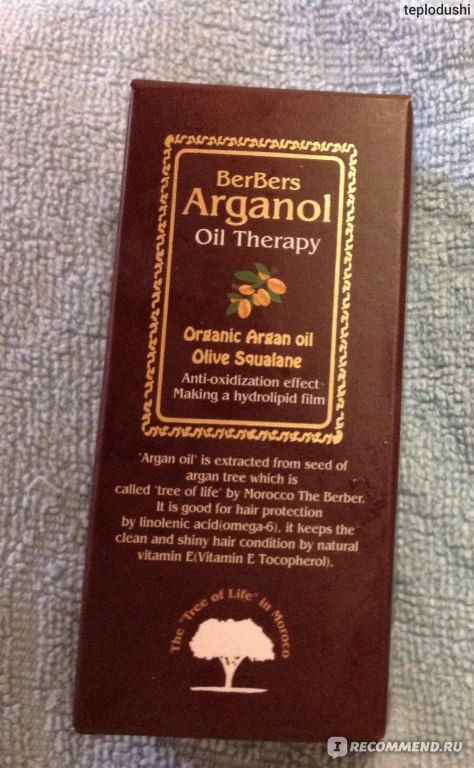 teplodushi
BerBers
Arganol
Oil Therapy
Organic Argan oil
Olive Squalane
Anti-oxidization effect
Making a hydrolipid film
"Argan oil" is extracted from seed of
argan tree which is
called "tree of life" by Morocco The Berber.
It is good for hair protection
by linolenic acid(omega-6), it keeps the
clean and shiny hair condition by natural
vitamin E(Vitamin E Tocopherol).
The "Tree of Life" in Moroco
I RECOMMEND.RU